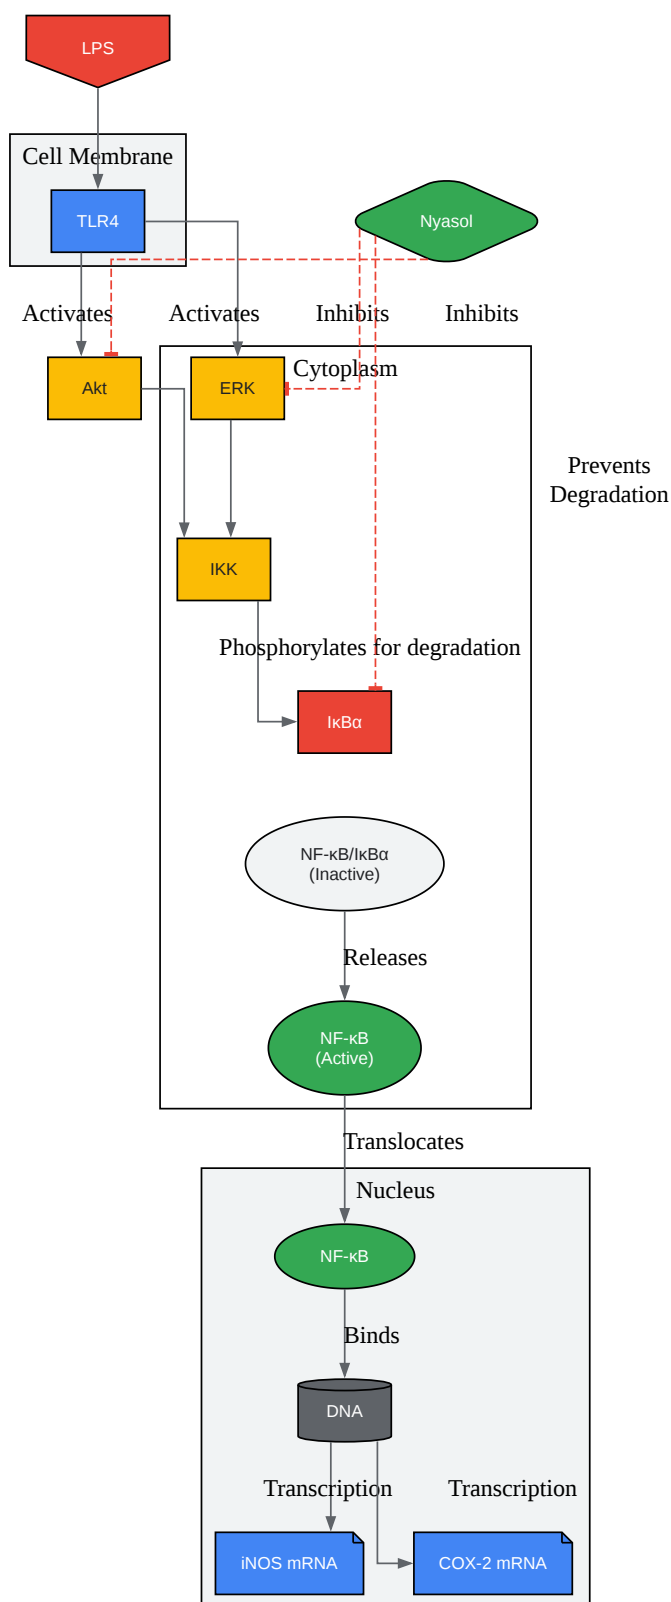 LPS
Cell Membrane
TLR4
Nyasol
Activates
Activates
Inhibits
Inhibits
Akt
ERK
Cytoplasm
Prevents
Degradation
IKK
Phosphorylates for degradation
IκBα
NF-κB/IκBα
(Inactive)
Releases
NF-κB
(Active)
Translocates
Nucleus
NF-κB
Binds
DNA
Transcription
Transcription
iNOS mRNA
COX-2 mRNA